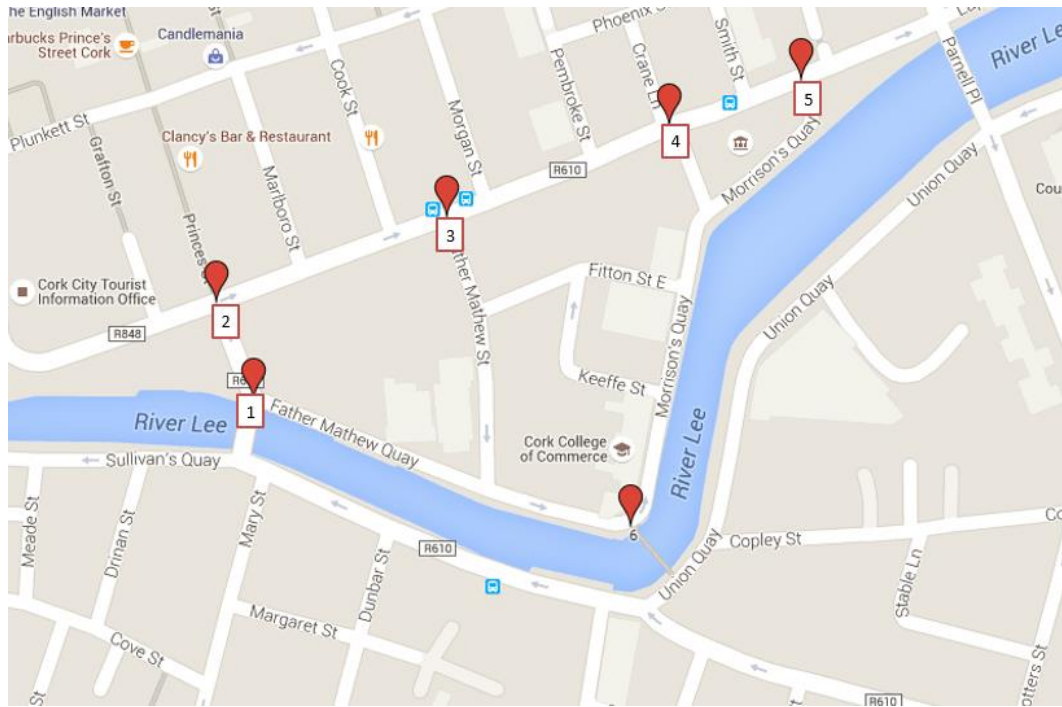 he English Market
arbucks Prince's
Street Cork
Candlemania
Phoenix S
Plunkett St
Cook St
Morgan St
Pembroke St
Crane Ln
Smith St
Parnell Pl
5
4
Clancy's Bar & Restaurant
Grafton St
Marlboro St
Princes
R610
Morrison's Quay
Union Quay
River Lee
Cou
3
ather Mathew St
Cork City Tourist
Information Office
2
R848
Fitton St E
Union Quay
Morrison's Quay
Keeffe St
1
River Lee
Father Mathew Quay
Cork College
of Commerce
River Lee
Sullivan's Quay
6
Meade St
Drinan St
Mary St
Dunbar St
R610
Union Quay
Copley St
Co
Stable Ln
Margaret St
Cove St
otters St
R610